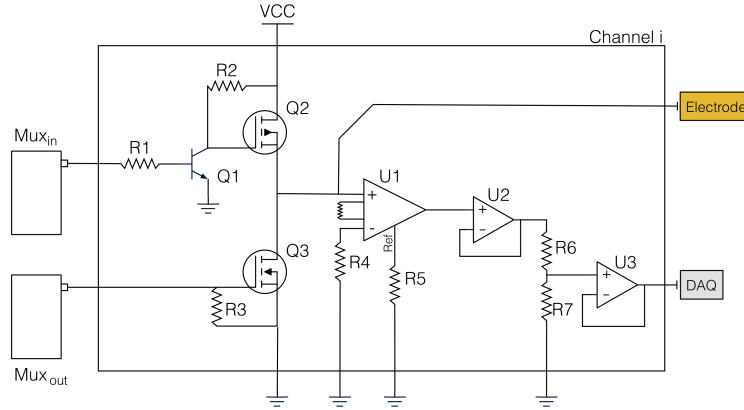 VCC
Channel i
R2
Q2
Electrode
Mux in
R1
Q1
U1
+
-
Ref
U2
+
-
Q3
R4
R5
R6
U3
+
-
DAQ
R3
R7
Mux out